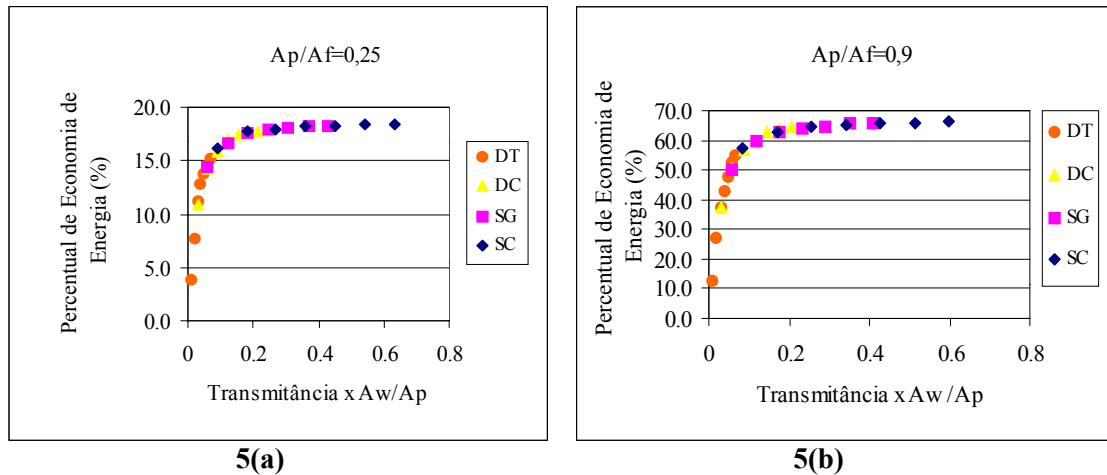 Ap/Af=0,25
Percentual de Economia de
Energia (%)
20.0
15.0
10.0
5.0
0.0
0 0.2 0.4 0.6 0.8
Transmitância x Aw/Ap
DT
DC
SG
SC
5(a)
Ap/Af=0,9
Percentual de Economia de
Energia (%)
70.0
60.0
50.0
40.0
30.0
20.0
10.0
0.0
0 0.2 0.4 0.6 0.8
Transmitância x Aw/Ap
DT
DC
SG
SC
5(b)